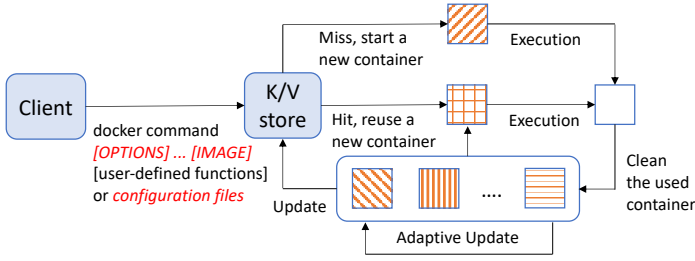 Miss, start a
new container
Execution
Client
K/V
store
docker command
[OPTIONS] ... [IMAGE]
[user-defined functions]
or configuration files
Hit, reuse a
new container
Execution
Clean
the used
container
Update
....
Adaptive Update